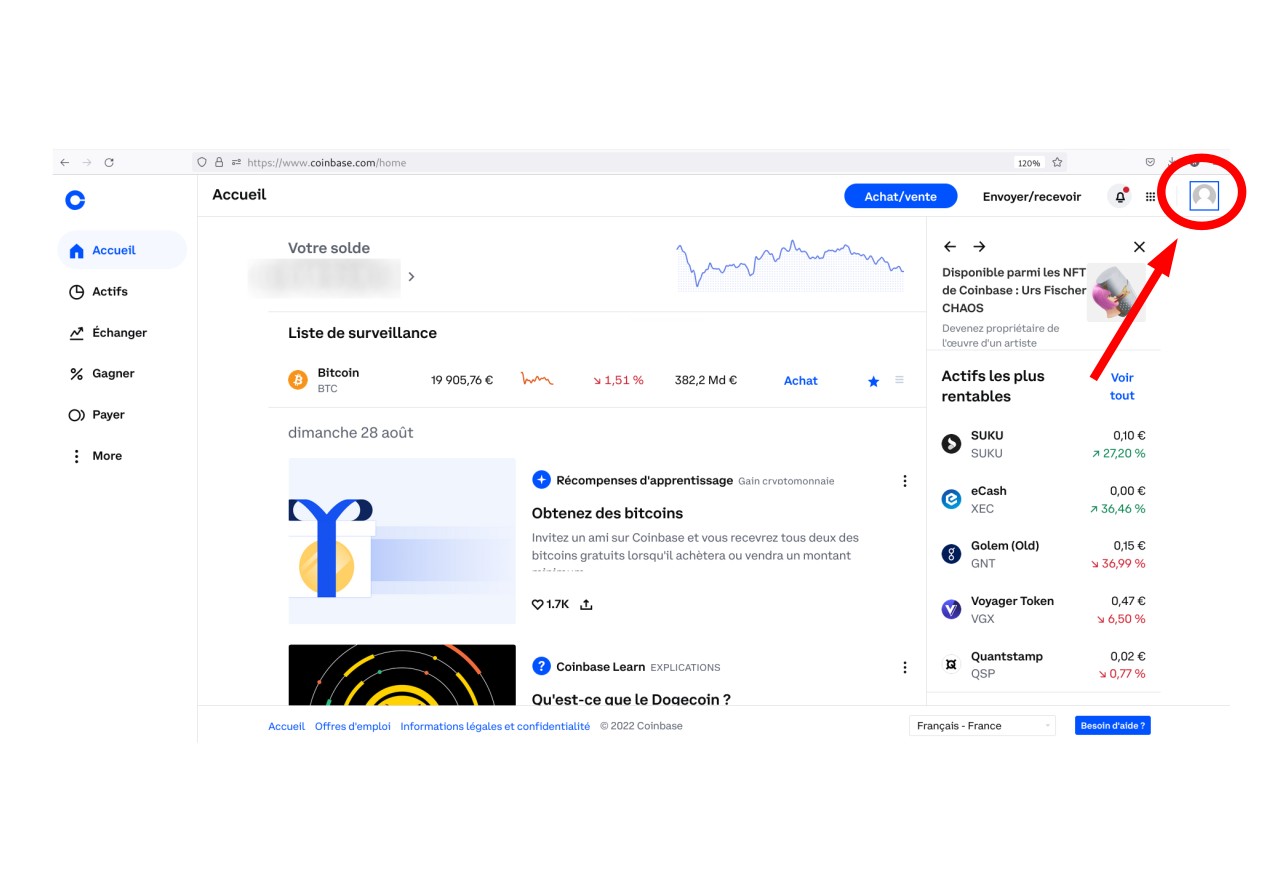 https://www.coinbase.com/home
120%
Accueil
Achat/vente
Envoyer/recevoir
Accueil
Actifs
Échanger
Gagner
Payer
More
Votre solde
Liste de surveillance
Bitcoin
BTC
19 905,76 €
↘ 1,51 %
382,2 Md €
Achat
dimanche 28 août
Récompenses d'apprentissage Gain cryptomonnaie
Obtenez des bitcoins
Invitez un ami sur Coinbase et vous recevrez tous deux des
bitcoins gratuits lorsqu'il achètera ou vendra un montant
minimum
1.7K
Coinbase Learn EXPLICATIONS
Qu'est-ce que le Dogecoin ?
Disponible parmi les NFT
de Coinbase : Urs Fischer
CHAOS
Devenez propriétaire de
l'œuvre d'un artiste
Actifs les plus
rentables
Voir
tout
SUKU
SUKU
0,10 €
↗ 27,20 %
eCash
XEC
0,00 €
↗ 36,46 %
Golem (Old)
GNT
0,15 €
↘ 36,99 %
Voyager Token
VGX
0,47 €
↘ 6,50 %
Quantstamp
QSP
0,02 €
↘ 0,77 %
Accueil Offres d'emploi Informations légales et confidentialité © 2022 Coinbase
Français - France
Besoin d'aide ?